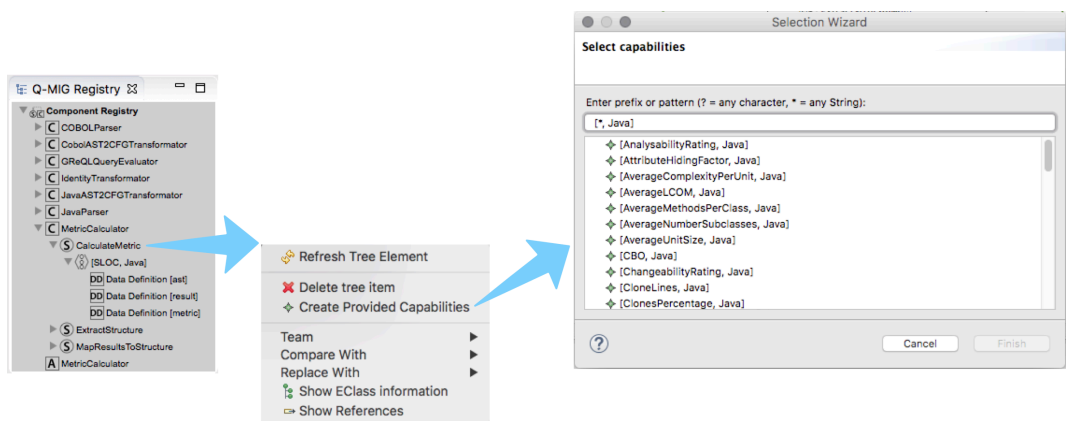 Q-MIG Registry
Component Registry
C COBOLParser
C CobolAST2CFGTransformator
C GReQLQueryEvaluator
C IdentityTransformator
C JavaAST2CFGTransformator
C JavaParser
C MetricCalculator
S CalculateMetric
[SLOC, Java]
DD Data Definition [ast]
DD Data Definition [result]
DD Data Definition [metric]
S ExtractStructure
S MapResultsToStructure
A MetricCalculator
Refresh Tree Element
Delete tree item
Create Provided Capabilities
Team
Compare With
Replace With
Show EClass information
Show References
Selection Wizard
Select capabilities
Enter prefix or pattern (? = any character, * = any String):
[*, Java]
[AnalysabilityRating, Java]
[AttributeHidingFactor, Java]
[AverageComplexityPerUnit, Java]
[AverageLCOM, Java]
[AverageMethodsPerClass, Java]
[AverageNumberSubclasses, Java]
[AverageUnitSize, Java]
[CBO, Java]
[ChangeabilityRating, Java]
[CloneLines, Java]
[ClonesPercentage, Java]
?
Cancel
Finish